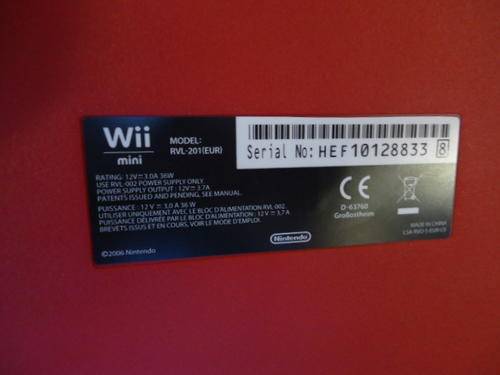 Wii
mini
MODEL:
RVL-201(EUR)
Serial No: HEF10128833 8
RATING: 12V⎓3.0A 36W
USE RVL-002 POWER SUPPLY ONLY.
POWER SUPPLY OUTPUT : 12V⎓3.7A
PATENTS ISSUED AND PENDING, SEE MANUAL.
PUISSANCE : 12 V⎓ 3.0 A 36 W
UTILISER UNIQUEMENT AVEC LE BLOC D'ALIMENTATION RVL-002.
PUISSANCE DÉLIVRÉE PAR LE BLOC D'ALIMENTATION : 12 V⎓ 3,7 A
BREVETS ISSUS ET EN COURS, VOIR LE MODE D'EMPLOI.
©2006 Nintendo
CE
D-63760
Großostheim
Nintendo
MADE IN CHINA